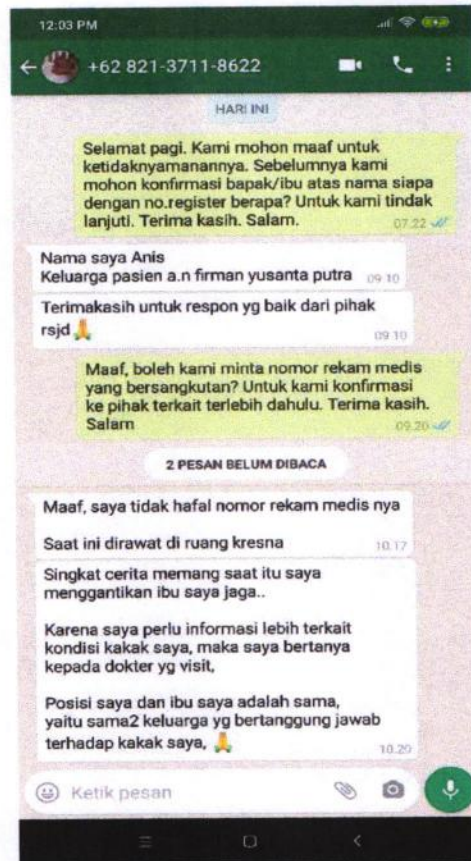 12:03 PM
+62 821-3711-8622
HARI INI
Selamat pagi. Kami mohon maaf untuk
ketidaknyamanannya. Sebelumnya kami
mohon konfirmasi bapak/ibu atas nama siapa
dengan no.register berapa? Untuk kami tindak
lanjuti. Terima kasih. Salam.
07.22
Nama saya Anis
Keluarga pasien a.n firman yusanta putra 09.10
Terimakasih untuk respon yg baik dari pihak
rsjd 🙏
09.10
Maaf, boleh kami minta nomor rekam medis
yang bersangkutan? Untuk kami konfirmasi
ke pihak terkait terlebih dahulu. Terima kasih.
Salam
09.20
2 PESAN BELUM DIBACA
Maaf, saya tidak hafal nomor rekam medis nya
Saat ini dirawat di ruang kresna
10.17
Singkat cerita memang saat itu saya
menggantikan ibu saya jaga..
Karena saya perlu informasi lebih terkait
kondisi kakak saya, maka saya bertanya
kepada dokter yg visit,
Posisi saya dan ibu saya adalah sama,
yaitu sama2 keluarga yg bertanggung jawab
terhadap kakak saya, 🙏
10.20
Ketik pesan